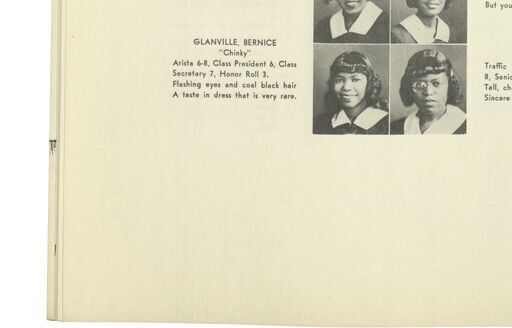 GLANVILLE, BERNICE
"Chinky"
Arista 6-8, Class President 6, Class
Secretary 7, Honor Roll 3.
Flashing eyes and coal black hair
A taste in dress that is very rare.
But you
Traffic
8, Senio
Tall, ch
Sincere